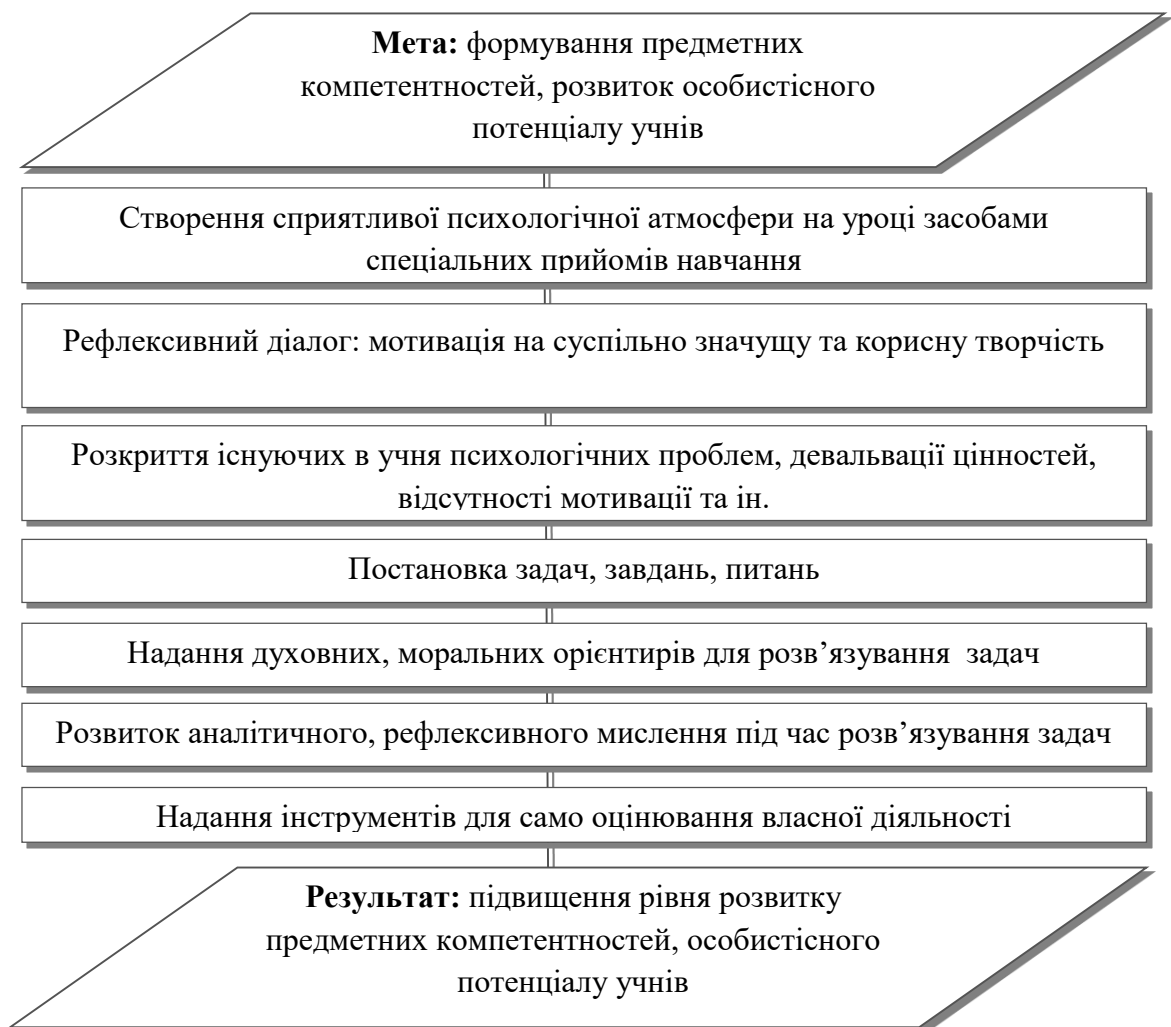 Мета: формування предметних
компетентностей, розвиток особистісного
потенціалу учнів
Створення сприятливої психологічної атмосфери на уроці засобами
спеціальних прийомів навчання
Рефлексивний діалог: мотивація на суспільно значущу та корисну творчість
Розкриття існуючих в учня психологічних проблем, девальвації цінностей,
відсутності мотивації та ін.
Постановка задач, завдань, питань
Надання духовних, моральних орієнтирів для розв’язування задач
Розвиток аналітичного, рефлексивного мислення під час розв’язування задач
Надання інструментів для само оцінювання власної діяльності
Результат: підвищення рівня розвитку
предметних компетентностей, особистісного
потенціалу учнів